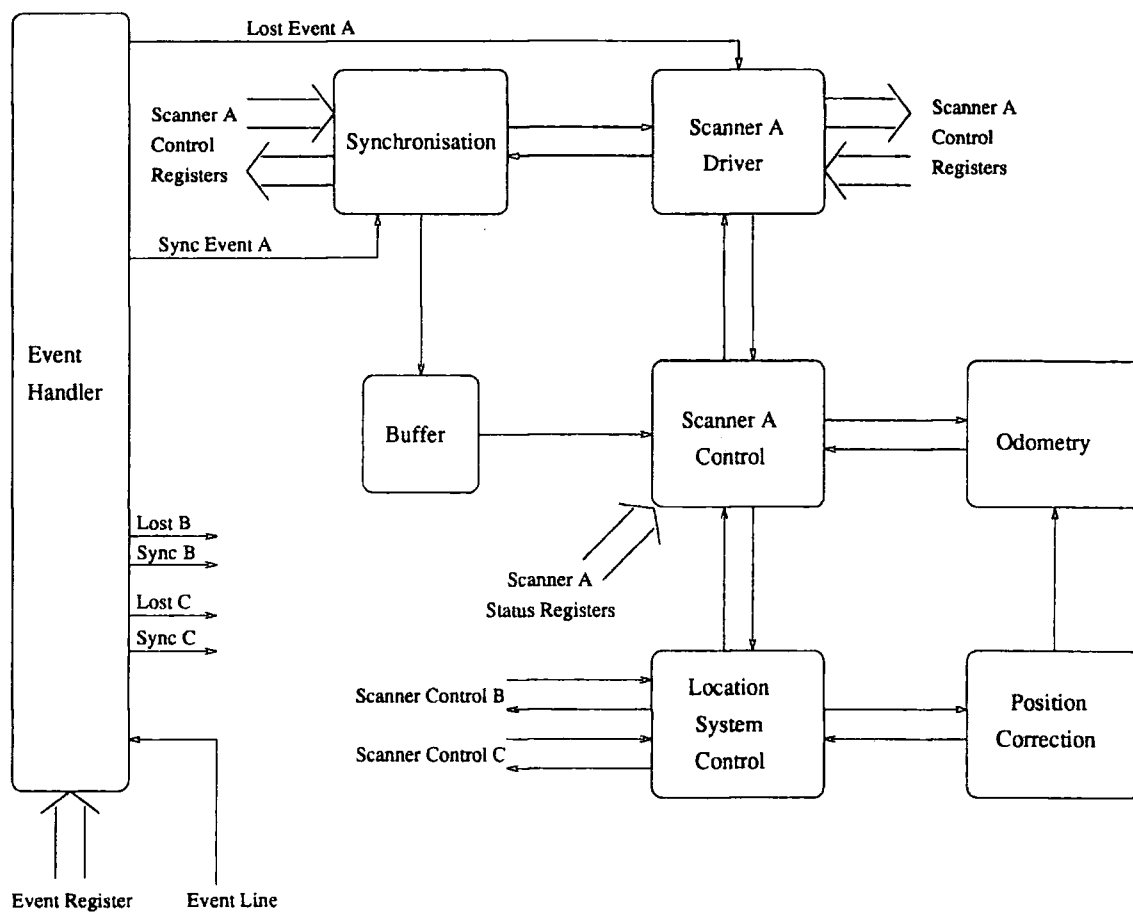 Lost Event A
Scanner A
Control
Registers
Synchronisation
Scanner A
Driver
Scanner A
Control
Registers
Sync Event A
Event
Handler
Buffer
Scanner A
Control
Odometry
Lost B
Sync B
Lost C
Sync C
Scanner A
Status Registers
Scanner Control B
Scanner Control C
Location
System
Control
Position
Correction
Event Register
Event Line